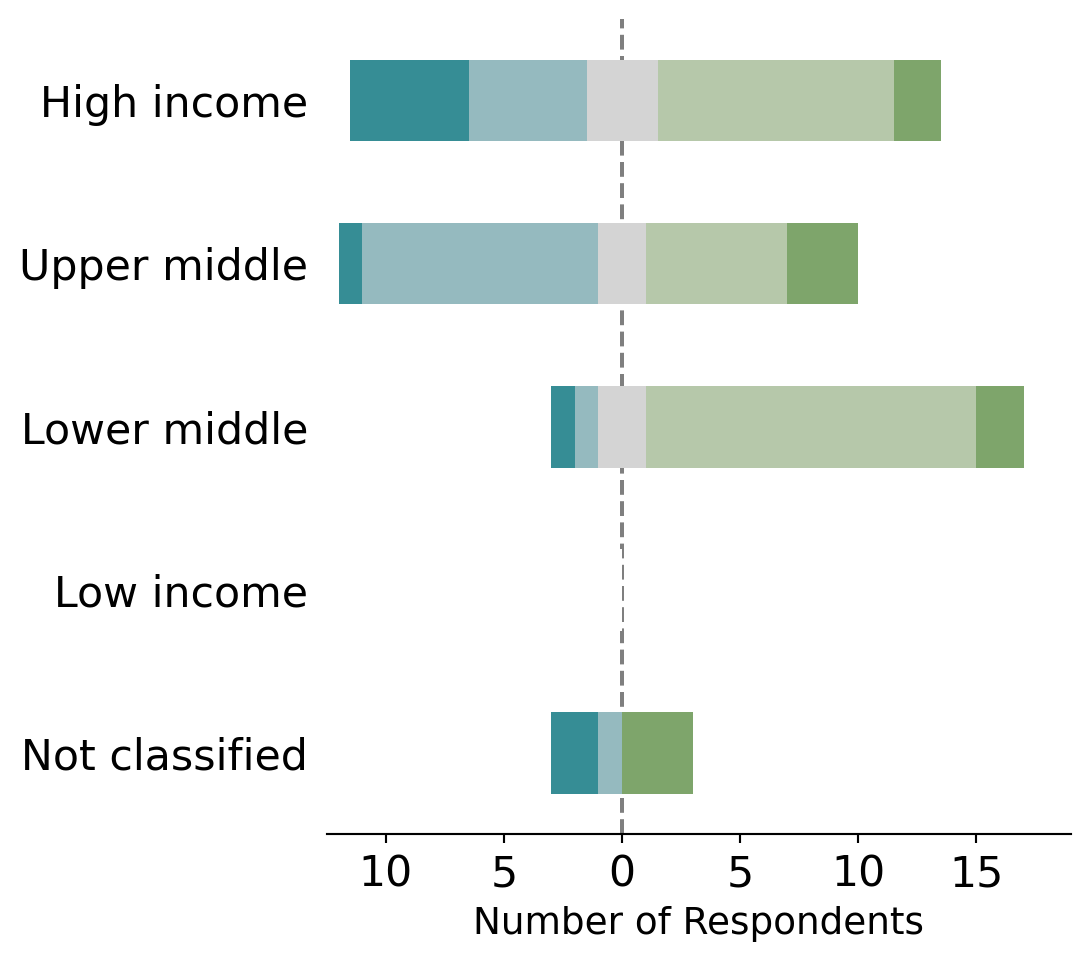 High income
Upper middle
Lower middle
Low income
Not classified
10 5 0 5 10 15
Number of Respondents